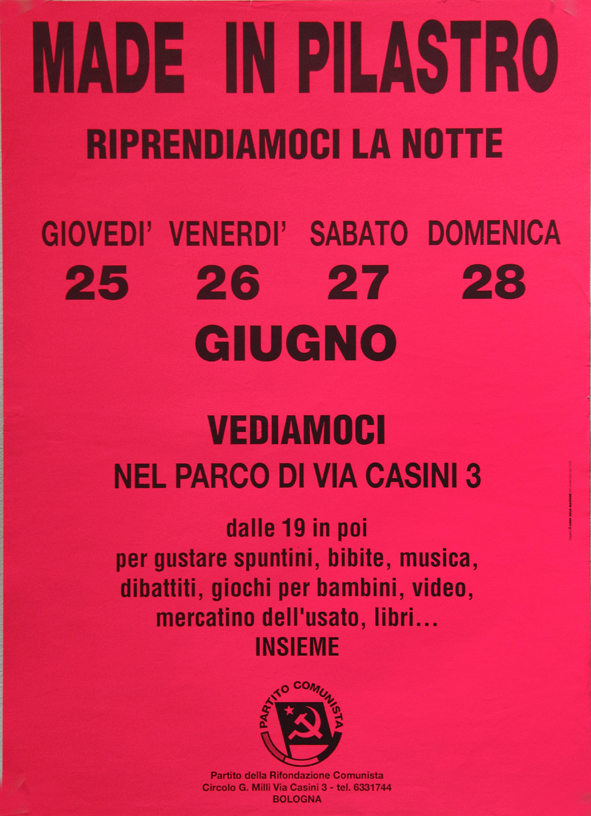 MADE IN PILASTRO
RIPRENDIAMOCI LA NOTTE
GIOVEDI' VENERDI' SABATO DOMENICA
25 26 27 28
GIUGNO
VEDIAMOCI
NEL PARCO DI VIA CASINI 3
dalle 19 in poi
per gustare spuntini, bibite, musica,
dibattiti, giochi per bambini, video,
mercatino dell'usato, libri...
INSIEME
PARTITO COMUNISTA
Partito della Rifondazione Comunista
Circolo G. Milli Via Casini 3 - tel. 6331744
BOLOGNA